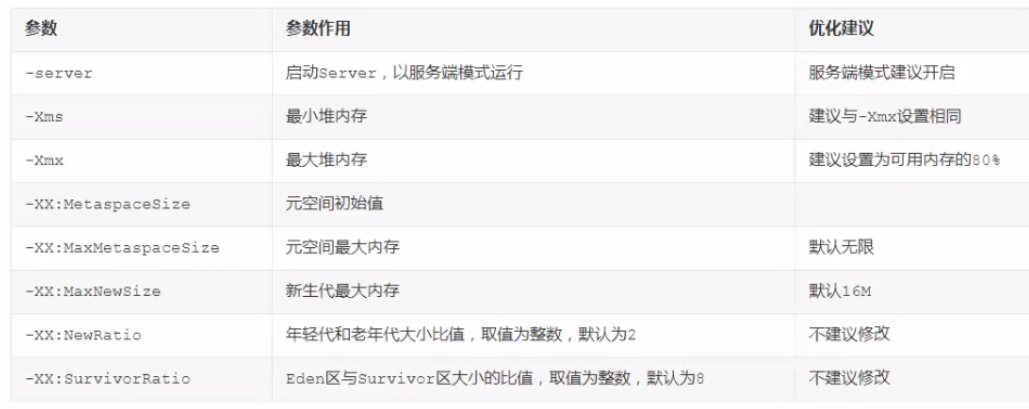 参数 参数作用 优化建议
-server 启动Server，以服务端模式运行 服务端模式建议开启
-Xms 最小堆内存 建议与-Xmx设置相同
-Xmx 最大堆内存 建议设置为可用内存的80%
-XX:MetaspaceSize 元空间初始值
-XX:MaxMetaspaceSize 元空间最大内存 默认无限
-XX:MaxNewSize 新生代最大内存 默认16M
-XX:NewRatio 年轻代和老年代大小比值，取值为整数，默认为2 不建议修改
-XX:SurvivorRatio Eden区与Survivor区大小的比值，取值为整数，默认为8 不建议修改